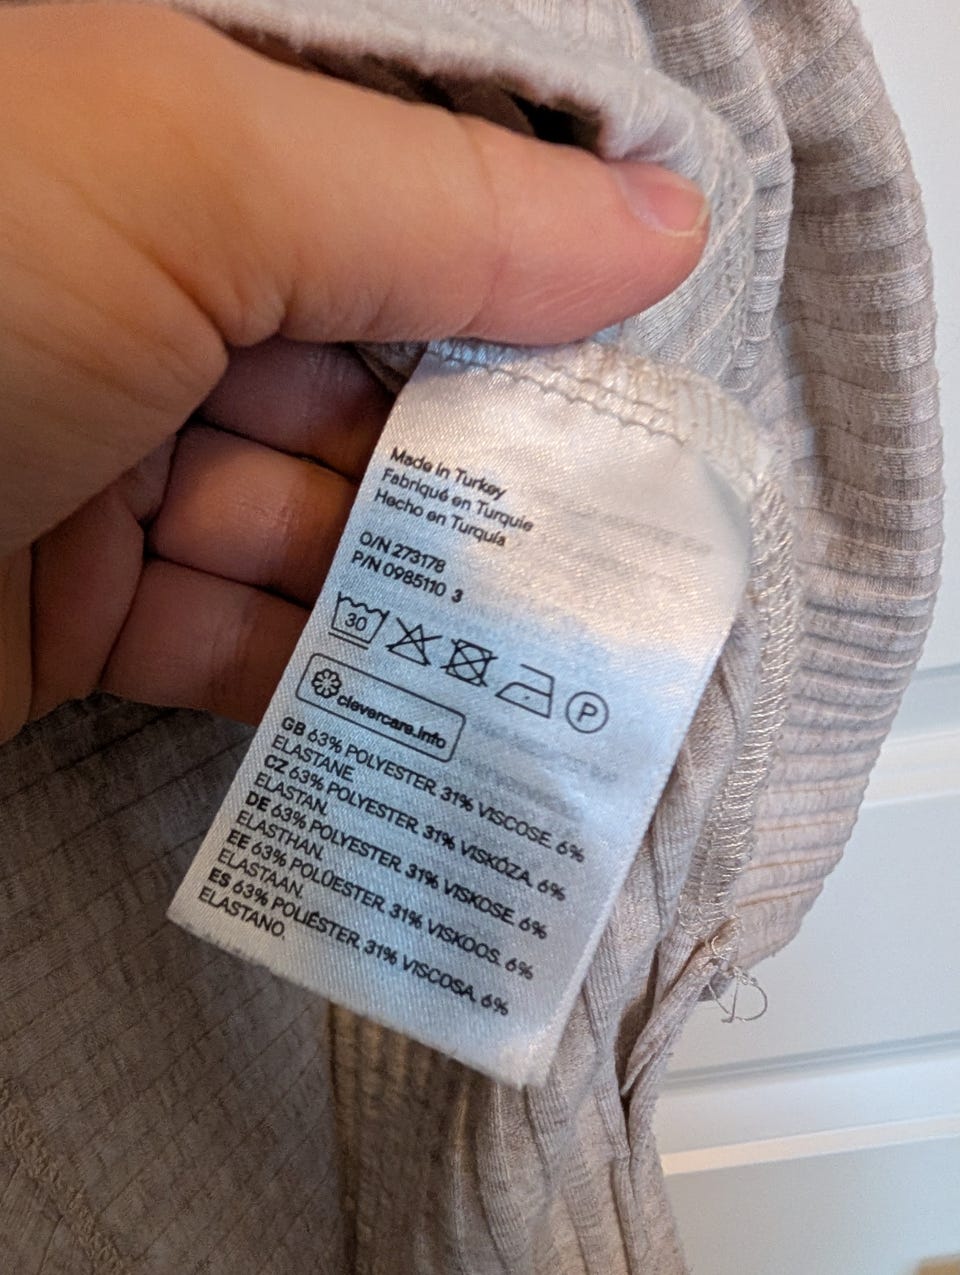 Made in Turkey
Fabriqué en Turquie
Hecho en Turquía
O/N 273178
P/N 0985110 3
30
P
clevercare.info
GB 63% POLYESTER. 31% VISCOSE. 6%
ELASTANE
CZ 63% POLYESTER. 31% VISKÓZA. 6%
ELASTAN.
DE 63% POLYESTER. 31% VISKOSE. 6%
ELASTHAN.
EE 63% POLÜESTER. 31% VISKOOS. 6%
ELASTAAN.
ES 63% POLIÉSTER. 31% VISCOSA. 6%
ELASTANO.